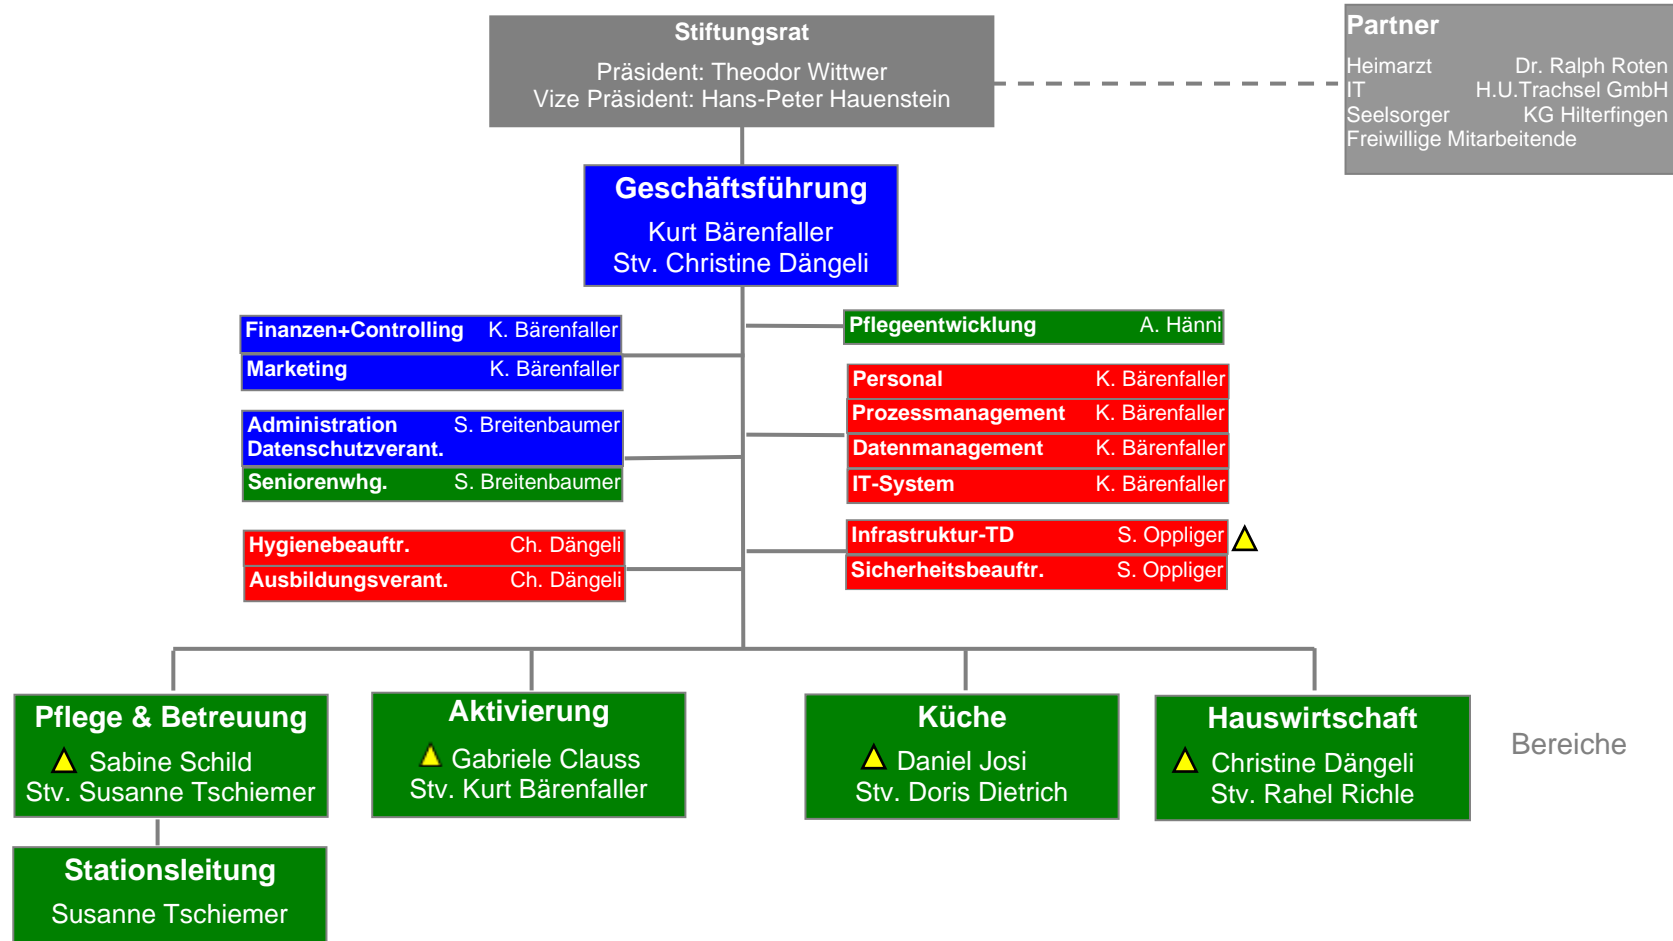 Stiftungsrat
Präsident: Theodor Wittwer
Vize Präsident: Hans-Peter Hauenstein
Partner
Heimarzt Dr. Ralph Roten
IT H.U.Trachsel GmbH
Seelsorger KG Hilterfingen
Freiwillige Mitarbeitende
Geschäftsführung
Kurt Bärenfaller
Stv. Christine Dängeli
Finanzen+Controlling K. Bärenfaller
Marketing K. Bärenfaller
Administration S. Breitenbaumer
Datenschutzverant.
Seniorenwhg. S. Breitenbaumer
Hygienebeauftr. Ch. Dängeli
Ausbildungsverant. Ch. Dängeli
Pflegeentwicklung A. Hänni
Personal K. Bärenfaller
Prozessmanagement K. Bärenfaller
Datenmanagement K. Bärenfaller
IT-System K. Bärenfaller
Infrastruktur-TD S. Oppliger
Sicherheitsbeauftr. S. Oppliger
Pflege & Betreuung
Sabine Schild
Stv. Susanne Tschiemer
Aktivierung
Gabriele Clauss
Stv. Kurt Bärenfaller
Küche
Daniel Josi
Stv. Doris Dietrich
Hauswirtschaft
Christine Dängeli
Stv. Rahel Richle
Bereiche
Stationsleitung
Susanne Tschiemer